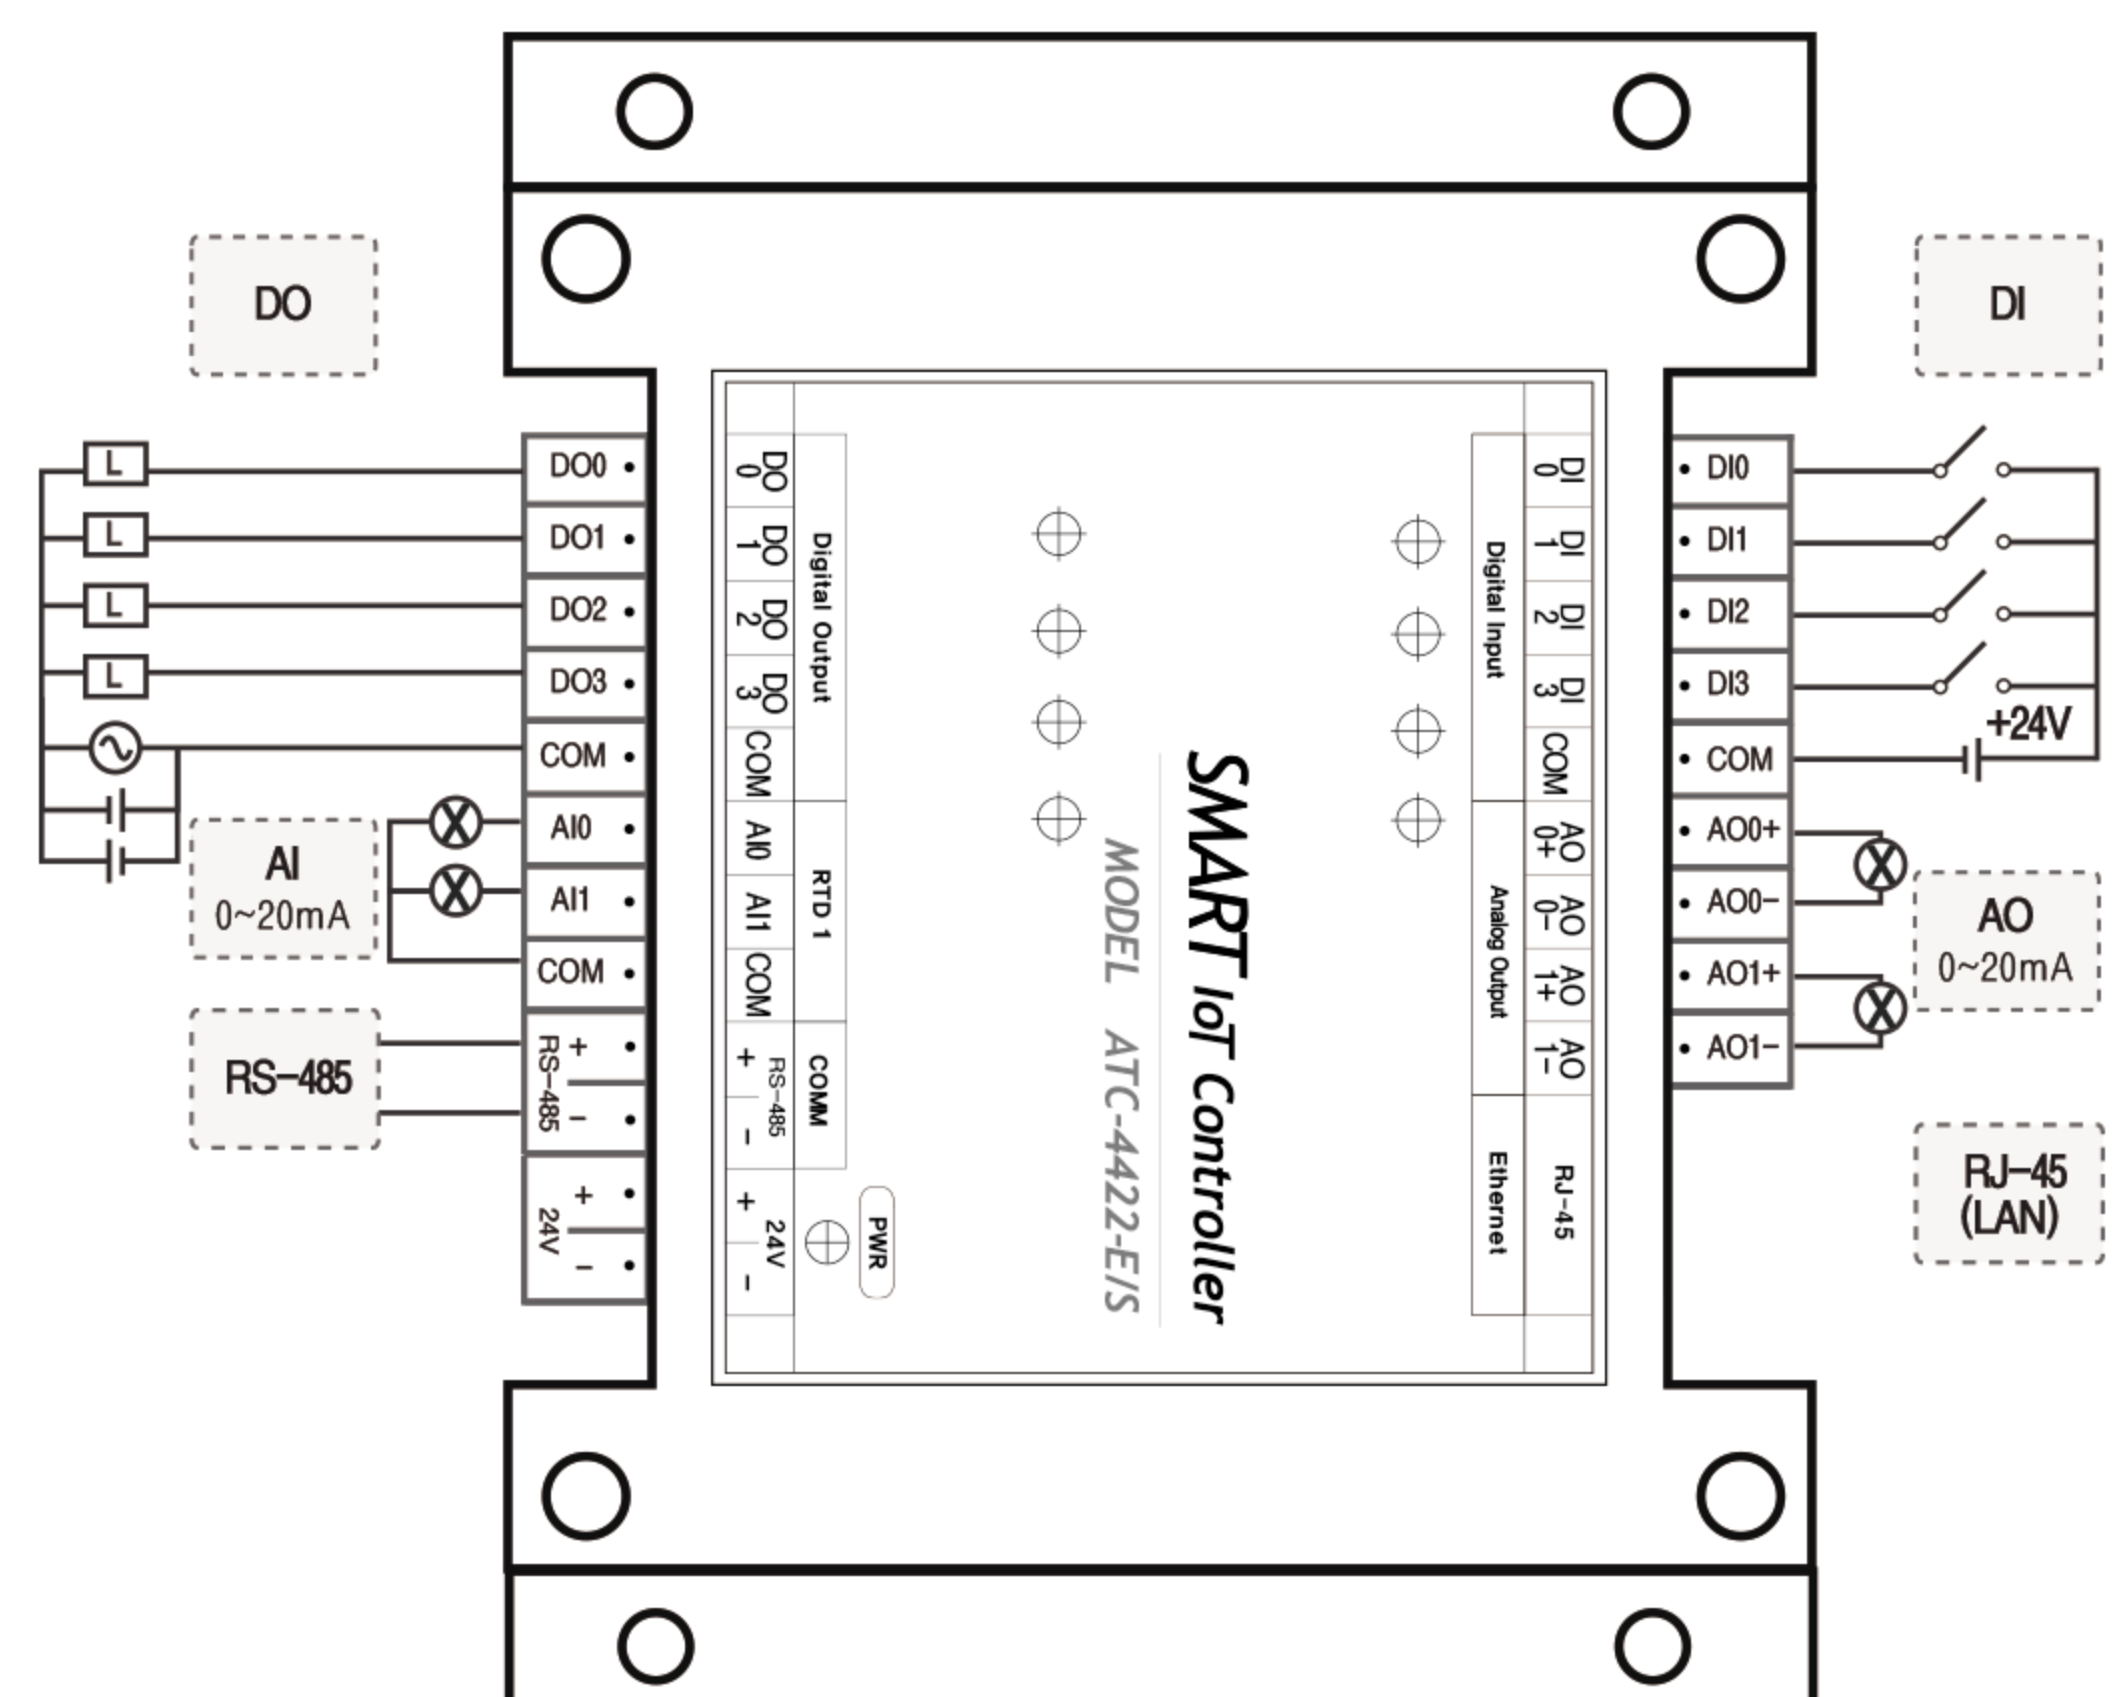 DO
DI
L
L
L
L
DO0
DO1
DO2
DO3
COM
AI0
AI1
COM
RS-485
+
−
24V
+
−
AI
0~20mA
RS-485
DO
0
DO
1
DO
2
DO
3
COM
AI0
AI1
COM
RS-485
+
−
24V
+
−
Digital Output
RTD 1
COMM
PWR
SMART IoT Controller
MODEL ATC-4422-E/S
Digital Input
Analog Output
Ethernet
DI
0
DI
1
DI
2
DI
3
COM
AO
0+
AO
0−
AO
1+
AO
1−
RJ-45
DI0
DI1
DI2
DI3
COM
AO0+
AO0−
AO1+
AO1−
+24V
AO
0~20mA
RJ-45
(LAN)